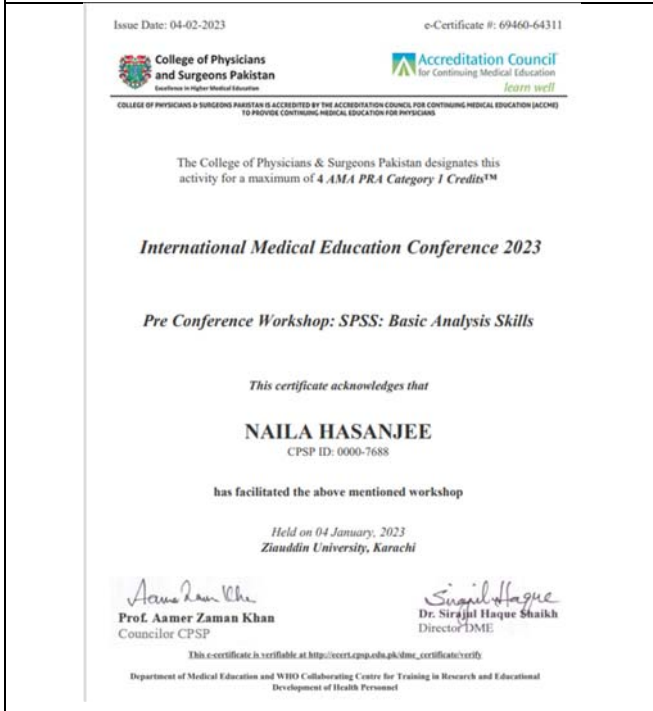 Issue Date: 04-02-2023
e-Certificate #: 69460-64311
College of Physicians
and Surgeons Pakistan
Excellence in Higher Medical Education
Accreditation Council
for Continuing Medical Education
learn well
COLLEGE OF PHYSICIANS & SURGEONS PAKISTAN IS ACCREDITED BY THE ACCREDITATION COUNCIL FOR CONTINUING MEDICAL EDUCATION (ACCME)
TO PROVIDE CONTINUING MEDICAL EDUCATION FOR PHYSICIANS
The College of Physicians & Surgeons Pakistan designates this
activity for a maximum of 4 AMA PRA Category 1 Credits™
International Medical Education Conference 2023
Pre Conference Workshop: SPSS: Basic Analysis Skills
This certificate acknowledges that
NAILA HASANJEE
CPSP ID: 0000-7688
has facilitated the above mentioned workshop
Held on 04 January, 2023
Ziauddin University, Karachi
Prof. Aamer Zaman Khan
Councilor CPSP
Dr. Sirajul Haque Shaikh
Director DME
This e-certificate is verifiable at http://ecert.cpsp.edu.pk/dme_certificate/verify
Department of Medical Education and WHO Collaborating Centre for Training in Research and Educational
Development of Health Personnel